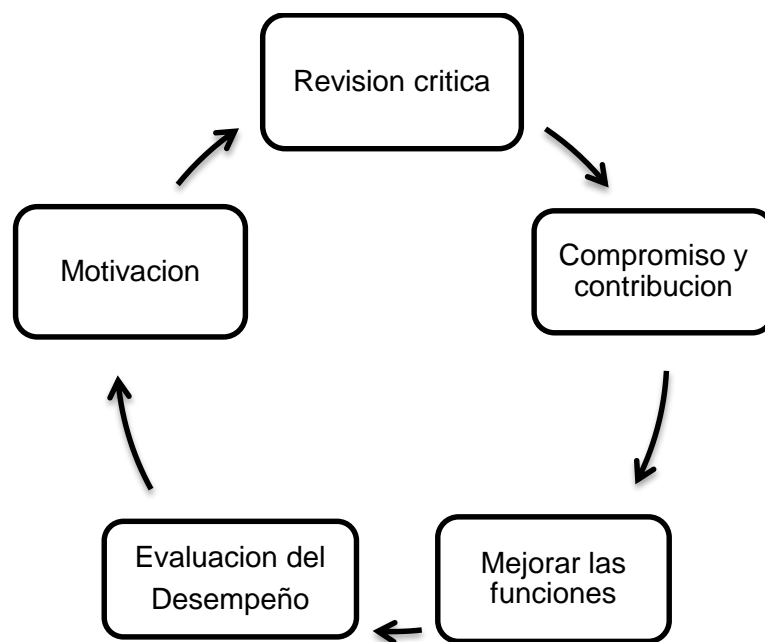 Revision critica
Compromiso y
contribucion
Mejorar las
funciones
Evaluacion del
Desempeño
Motivacion